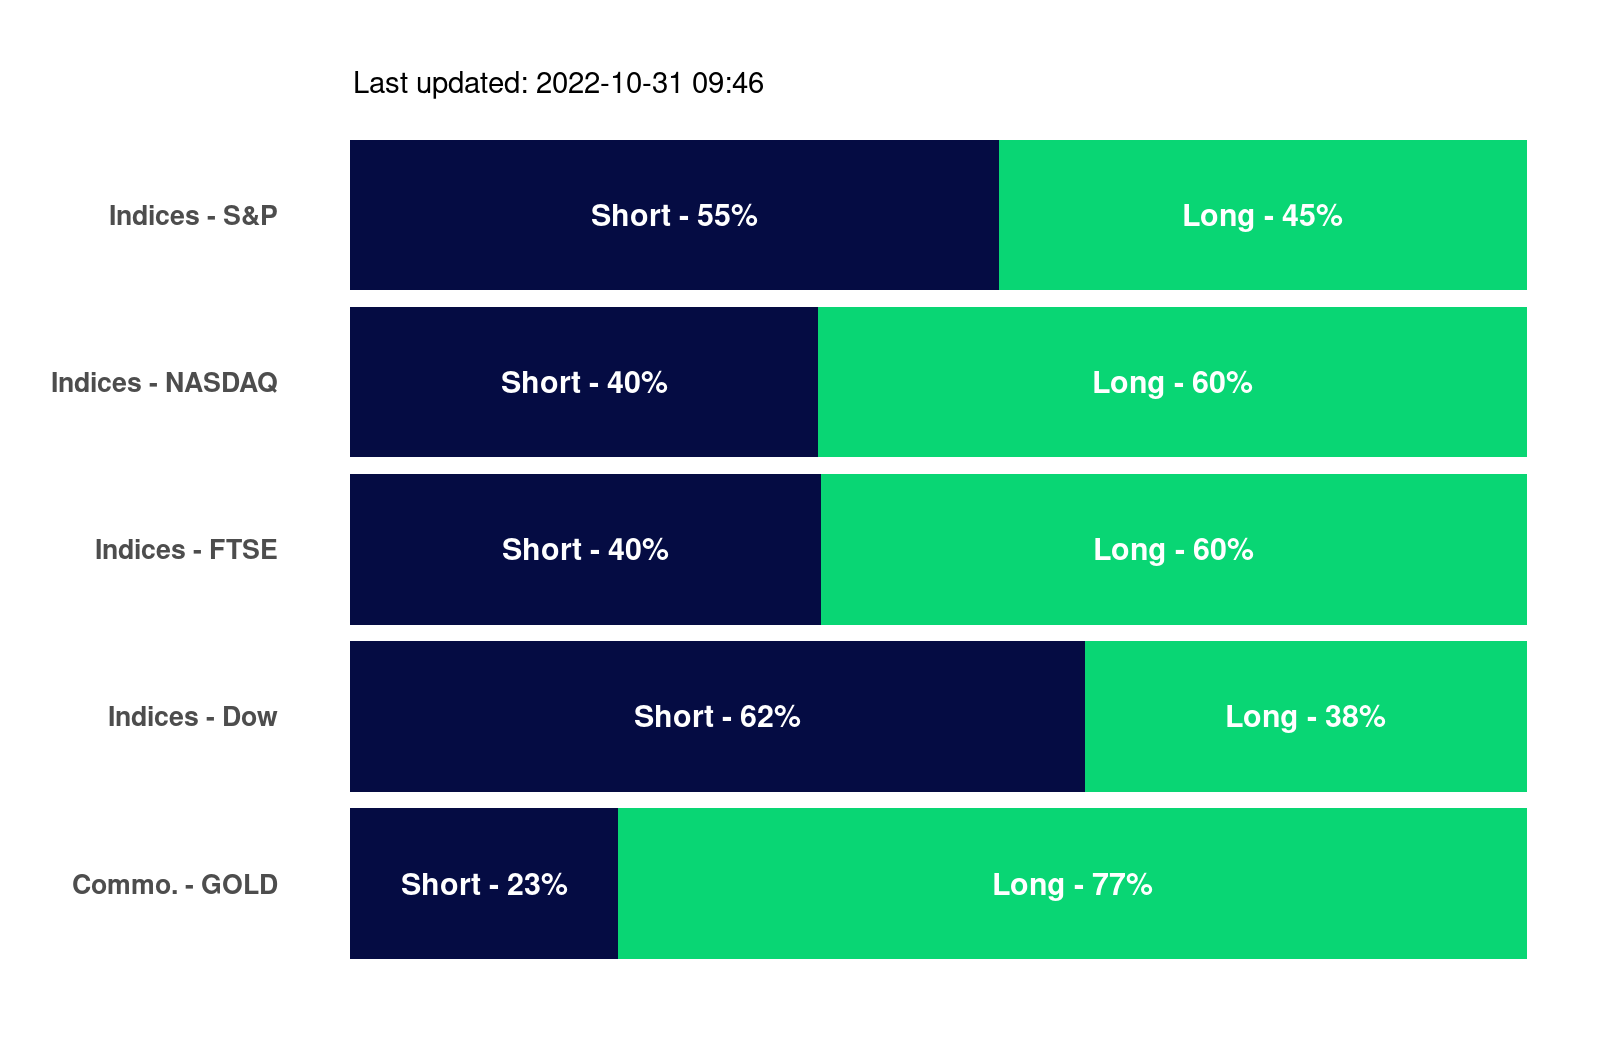 Last updated: 2022-10-31 09:46
Indices - S&P Short - 55% Long - 45%
Indices - NASDAQ Short - 40% Long - 60%
Indices - FTSE Short - 40% Long - 60%
Indices - Dow Short - 62% Long - 38%
Commo. - GOLD Short - 23% Long - 77%